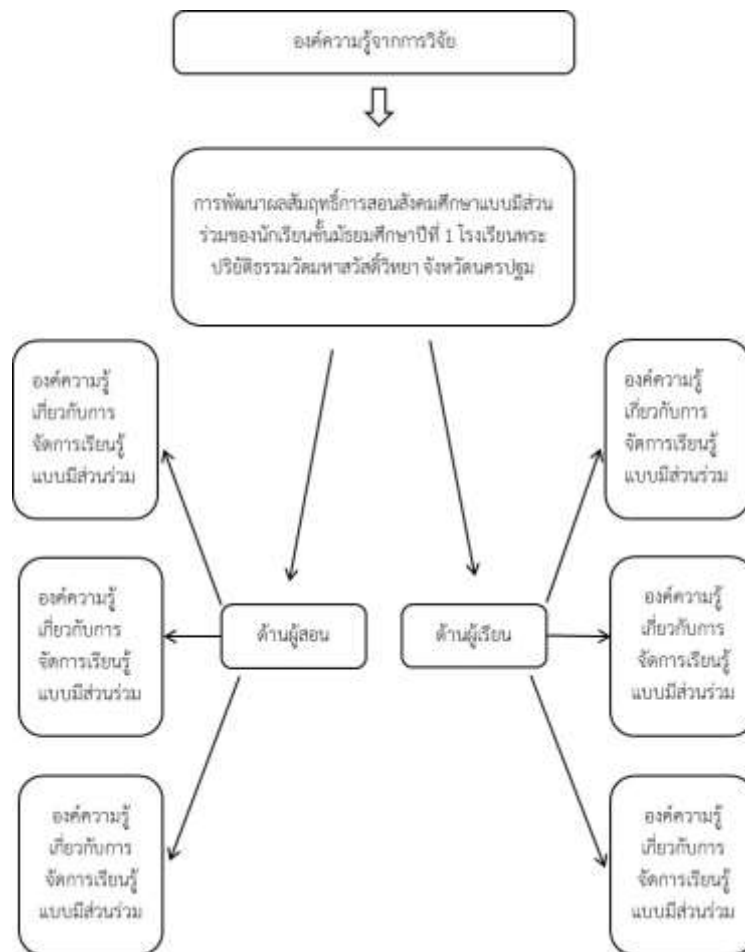 องค์ความรู้จากการวิจัย
การพัฒนาผลสัมฤทธิ์การสอนสังคมศึกษาแบบมีส่วน
ร่วมของนักเรียนชั้นมัธยมศึกษาปีที่ 1 โรงเรียนพระ
ปริยัติธรรมวัดมหาสวัสดิ์วิทยา จังหวัดนครปฐม
องค์ความรู้
เกี่ยวกับการ
จัดการเรียนรู้
แบบมีส่วนร่วม
องค์ความรู้
เกี่ยวกับการ
จัดการเรียนรู้
แบบมีส่วนร่วม
องค์ความรู้
เกี่ยวกับการ
จัดการเรียนรู้
แบบมีส่วนร่วม
ด้านผู้สอน
ด้านผู้เรียน
องค์ความรู้
เกี่ยวกับการ
จัดการเรียนรู้
แบบมีส่วนร่วม
องค์ความรู้
เกี่ยวกับการ
จัดการเรียนรู้
แบบมีส่วนร่วม
องค์ความรู้
เกี่ยวกับการ
จัดการเรียนรู้
แบบมีส่วนร่วม